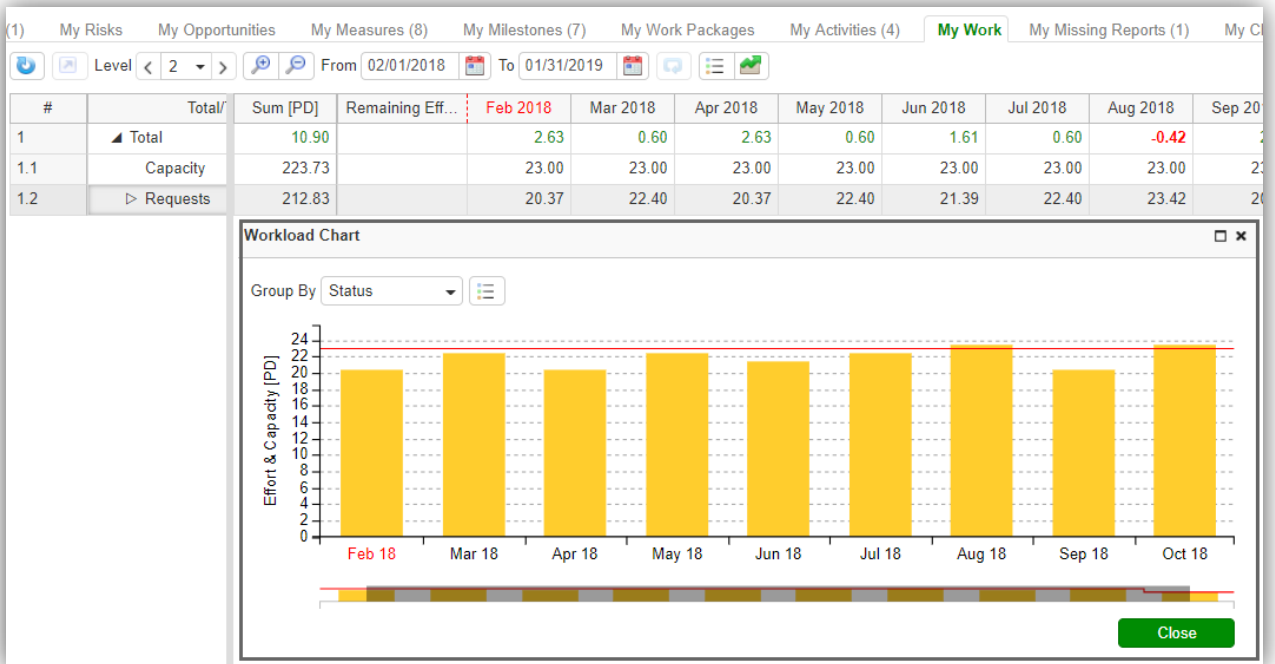 (1) My Risks My Opportunities My Measures (8) My Milestones (7) My Work Packages My Activities (4) My Work My Missing Reports (1) My
Level 2 From 02/01/2018 To 01/31/2019
# Total/ Sum [PD] Remaining Eff... Feb 2018 Mar 2018 Apr 2018 May 2018 Jun 2018 Jul 2018 Aug 2018 Sep 20
1 Total 10.90 2.63 0.60 2.63 0.60 1.61 0.60 -0.42
1.1 Capacity 223.73 23.00 23.00 23.00 23.00 23.00 23.00 23.00
1.2 Requests 212.83 20.37 22.40 20.37 22.40 21.39 22.40 23.42
Workload Chart
Group By Status
Effort & Capacity [PD]
24
22
20
18
16
14
12
10
8
6
4
2
0
Feb 18 Mar 18 Apr 18 May 18 Jun 18 Jul 18 Aug 18 Sep 18 Oct 18
Close